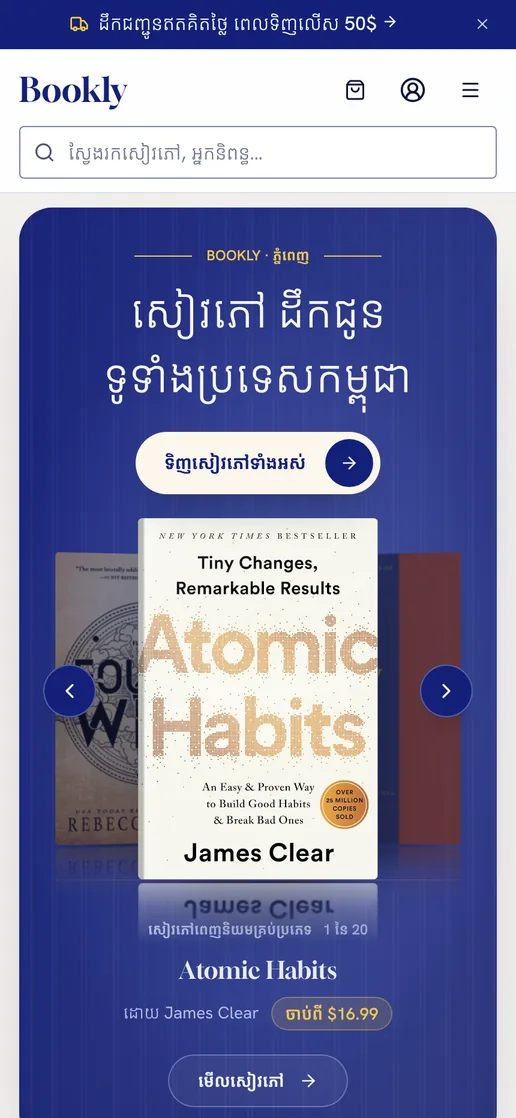 ដឹកជញ្ជូនឥតគិតថ្លៃ ពេលទិញលើស 50$ →
Bookly
ស្វែងរកសៀវភៅ, អ្នកនិពន្ធ...
BOOKLY · ភ្នំពេញ
សៀវភៅ ដឹកជូន
ទូទាំងប្រទេសកម្ពុជា
ទិញសៀវភៅទាំងអស់
NEW YORK TIMES BESTSELLER
Tiny Changes,
Remarkable Results
Atomic
Habits
An Easy & Proven Way
to Build Good Habits
& Break Bad Ones
OVER
25 MILLION
COPIES
SOLD
James Clear
សៀវភៅពេញនិយមគ្រប់ប្រភេទ 1 នៃ 20
Atomic Habits
ដោយ James Clear ចាប់ពី $16.99
មើលសៀវភៅ →